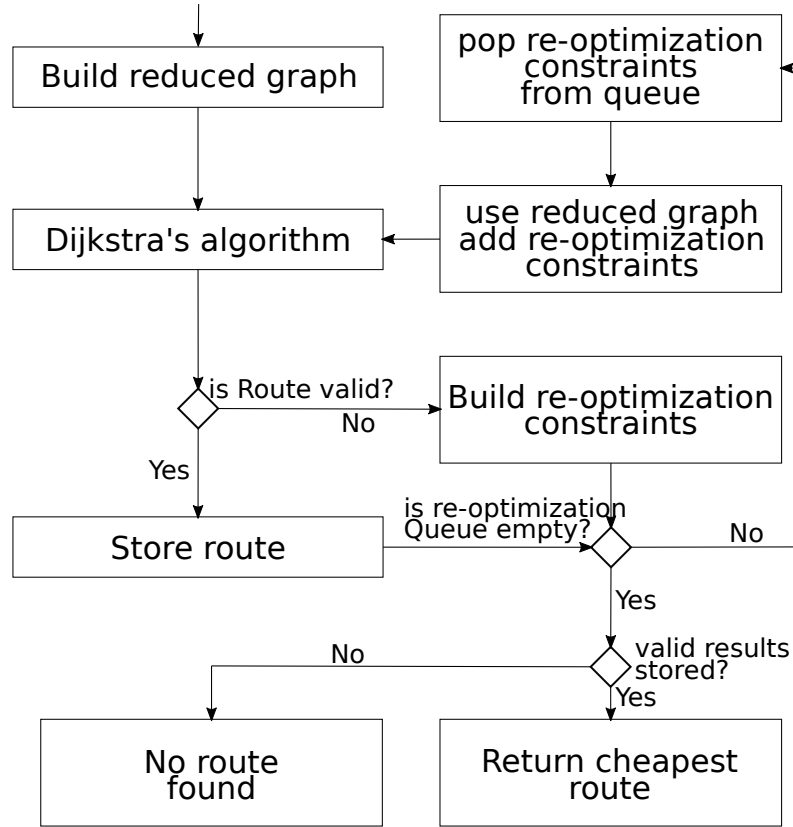 Build reduced graph
pop re-optimization
constraints
from queue
Dijkstra's algorithm
use reduced graph
add re-optimization
constraints
is Route valid?
No
Build re-optimization
constraints
Yes
Store route
is re-optimization
Queue empty?
No
Yes
No
valid results
stored?
Yes
No route
found
Return cheapest
route